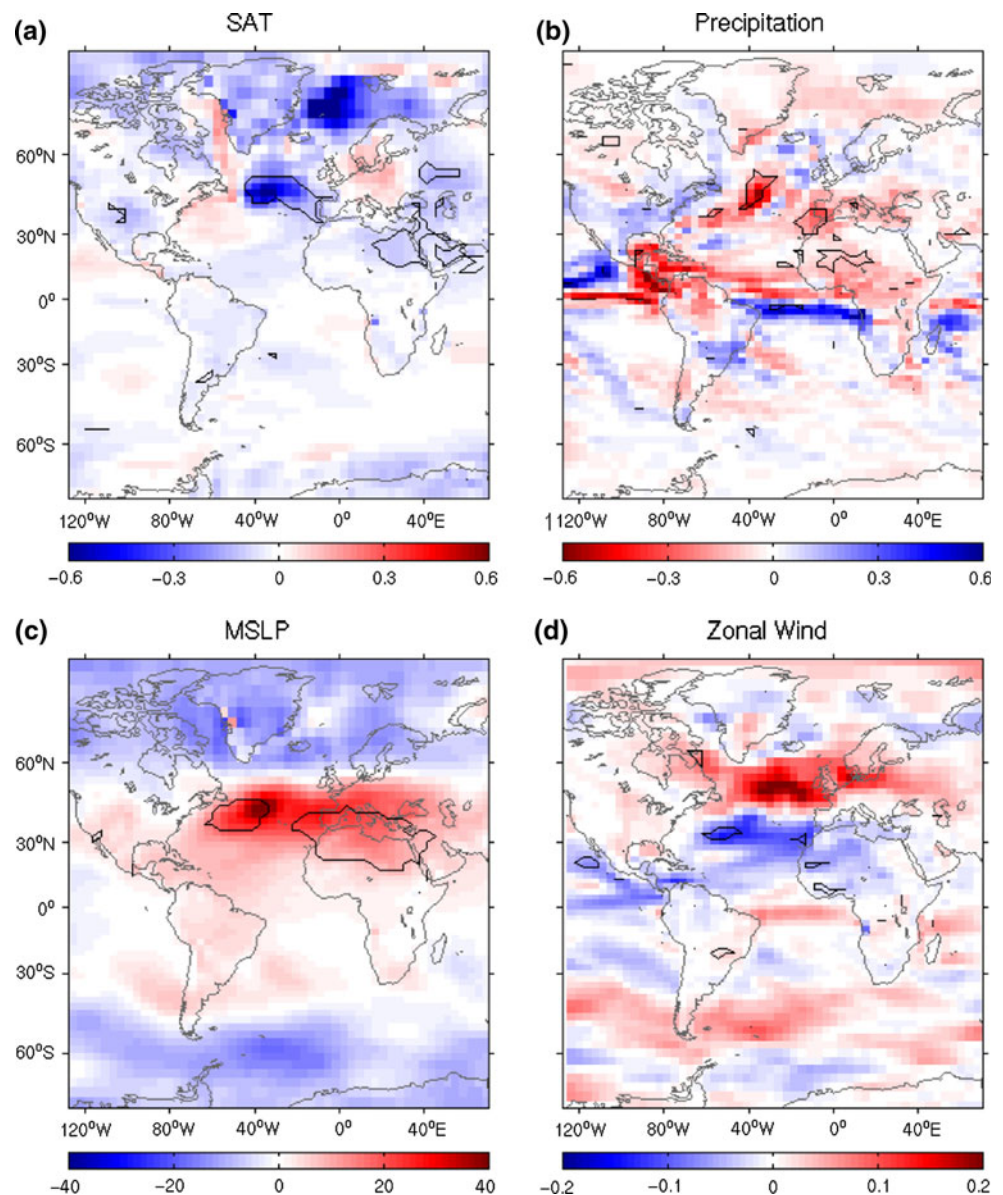 (a) SAT
(b) Precipitation
60°N
30°N
0°
30°S
60°S
120°W 80°W 40°W 0° 40°E
−0.6 −0.3 0 0.3 0.6
60°N
30°N
0°
30°S
60°S
1120°W 80°W 40°W 0° 40°E
−0.6 −0.3 0 0.3 0.6
(c) MSLP
(d) Zonal Wind
60°N
30°N
0°
30°S
60°S
120°W 80°W 40°W 0° 40°E
−40 −20 0 20 40
60°N
30°N
0°
30°S
60°S
120°W 80°W 40°W 0° 40°E
−0.2 −0.1 0 0.1 0.2